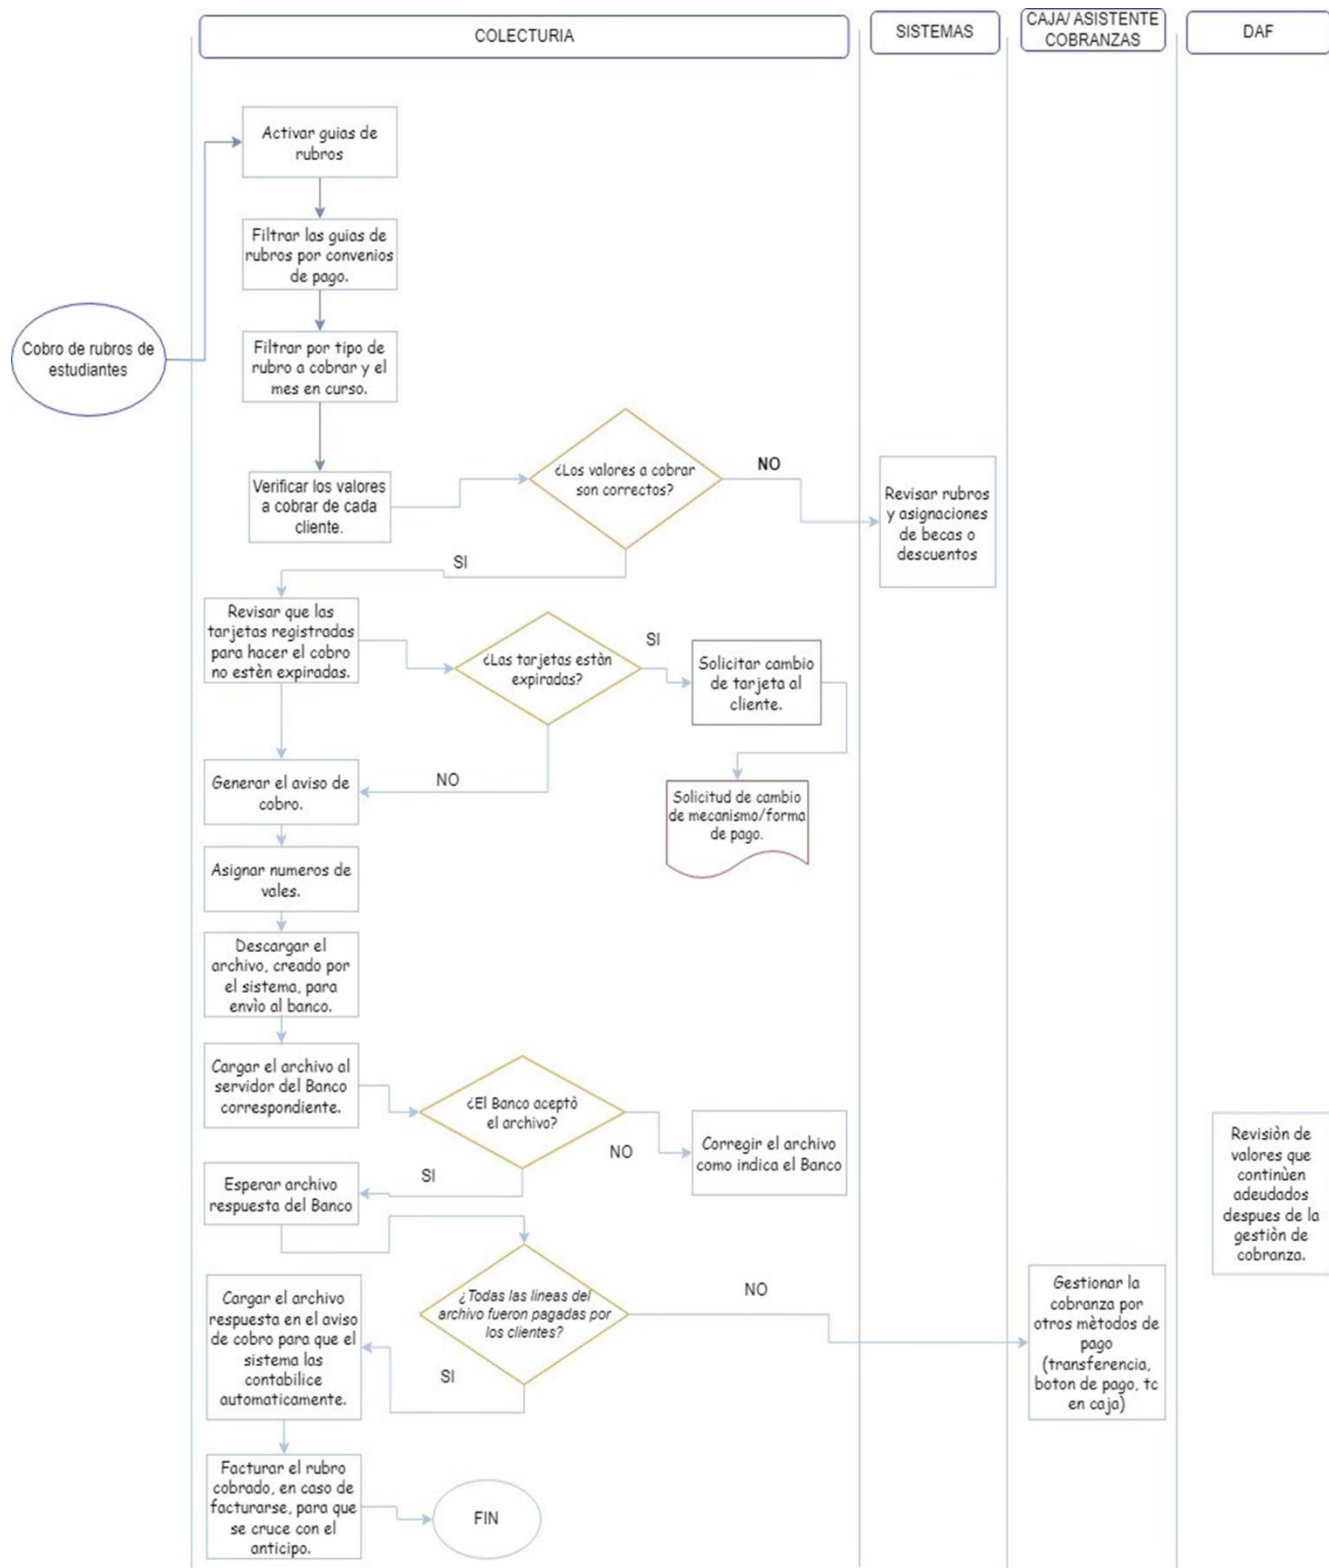 COLECTURIA
SISTEMAS
CAJA/ ASISTENTE
COBRANZAS
DAF
Cobro de rubros de
estudiantes
Activar guias de
rubros
Filtrar las guias de
rubros por convenios
de pago.
Filtrar por tipo de
rubro a cobrar y el
mes en curso.
Verificar los valores
a cobrar de cada
cliente.
¿Los valores a cobrar
son correctos?
NO
Revisar rubros
y asignaciones
de becas o
descuentos
SI
Revisar que las
tarjetas registradas
para hacer el cobro
no estèn expiradas.
¿Las tarjetas estàn
expiradas?
SI
Solicitar cambio
de tarjeta al
cliente.
NO
Solicitud de cambio
de mecanismo/forma
de pago.
Generar el aviso de
cobro.
Asignar numeros de
vales.
Descargar el
archivo, creado por
el sistema, para
envìo al banco.
Cargar el archivo al
servidor del Banco
correspondiente.
¿El Banco aceptò
el archivo?
NO
Corregir el archivo
como indica el Banco
SI
Esperar archivo
respuesta del Banco
¿Todas las lineas del
archivo fueron pagadas por
los clientes?
NO
Gestionar la
cobranza por
otros mètodos de
pago
(transferencia,
boton de pago, tc
en caja)
Revisiòn de
valores que
continùen
adeudados
despues de la
gestiòn de
cobranza.
SI
Cargar el archivo
respuesta en el aviso
de cobro para que el
sistema las
contabilice
automaticamente.
Facturar el rubro
cobrado, en caso de
facturarse, para que
se cruce con el
anticipo.
FIN